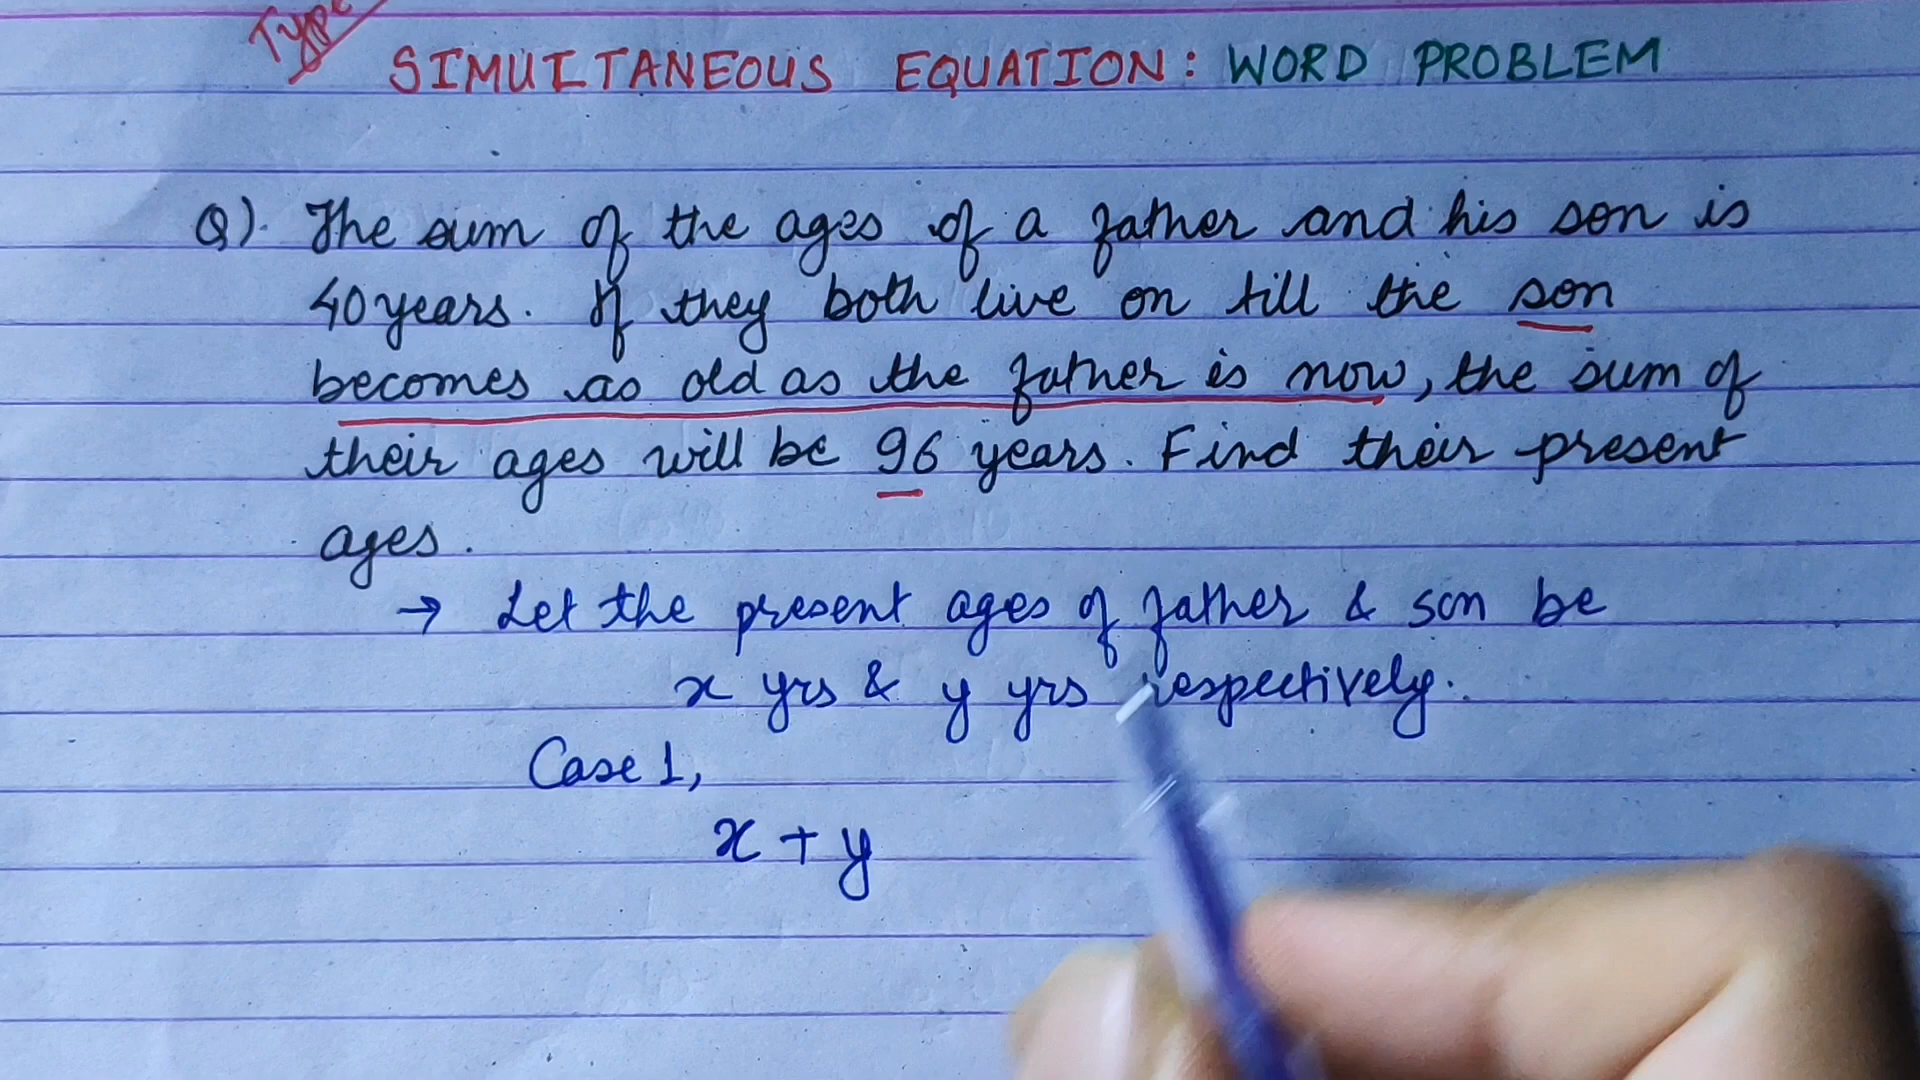 Type
SIMULTANEOUS EQUATION: WORD PROBLEM
Q). The sum of the ages of a father and his son is
40 years. If they both live on till the son
becomes as old as the father is now, the sum of
their ages will be 96 years. Find their present
ages.
→ Let the present ages of father & son be
x yrs & y yrs respectively.
Case 1,
x + y